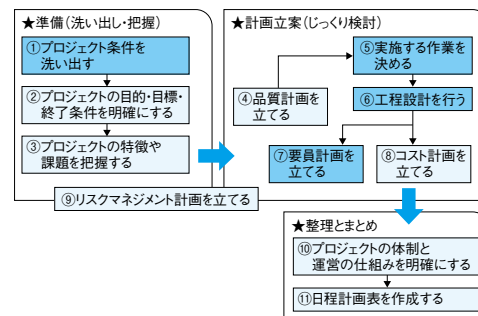 ★準備(洗い出し・把握)
①プロジェクト条件を
洗い出す
②プロジェクトの目的・目標・
終了条件を明確にする
③プロジェクトの特徴や
課題を把握する
★計画立案(じっくり検討)
④品質計画を
立てる
⑤実施する作業を
決める
⑥工程設計を行う
⑦要員計画を
立てる
⑧コスト計画を
立てる
⑨リスクマネジメント計画を立てる
★整理とまとめ
⑩プロジェクトの体制と
運営の仕組みを明確にする
⑪日程計画表を作成する